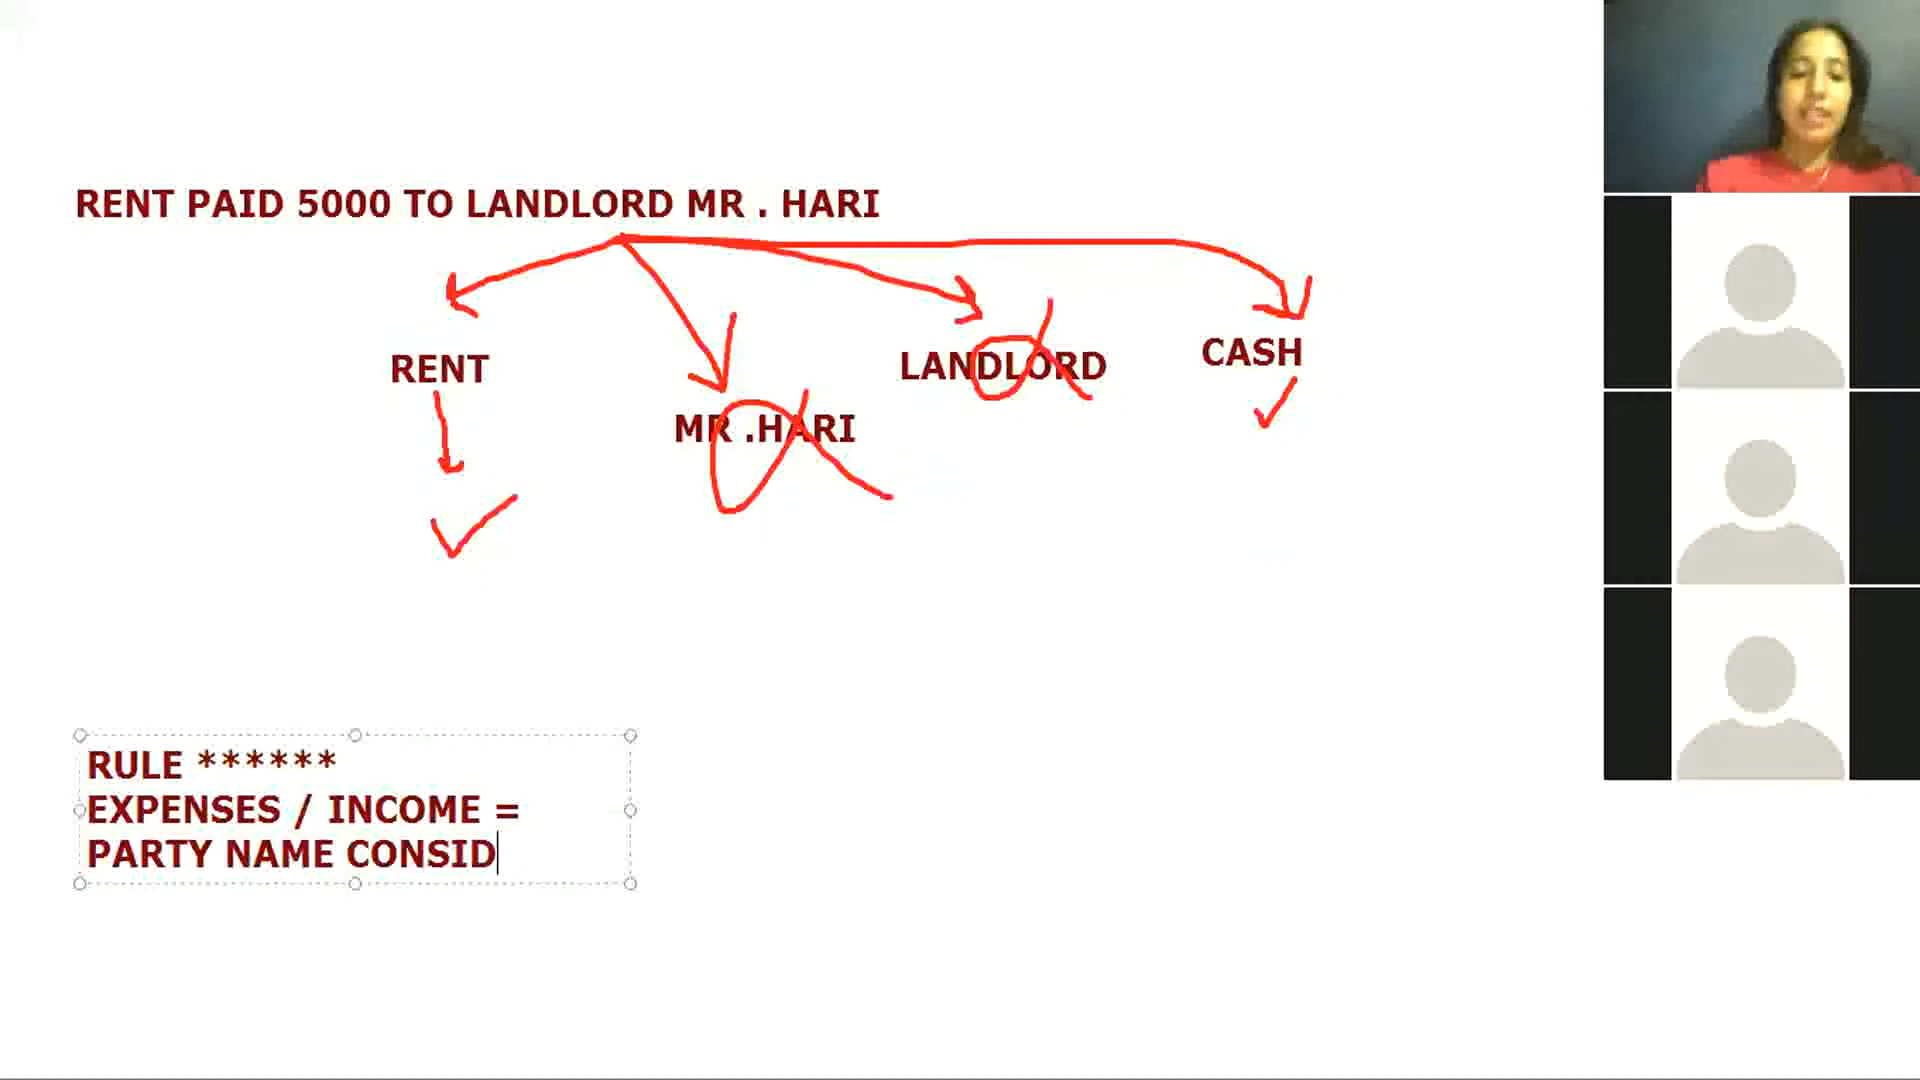 RENT PAID 5000 TO LANDLORD MR . HARI
RENT
MR .HARI
LANDLORD
CASH
RULE ******
EXPENSES / INCOME =
PARTY NAME CONSID